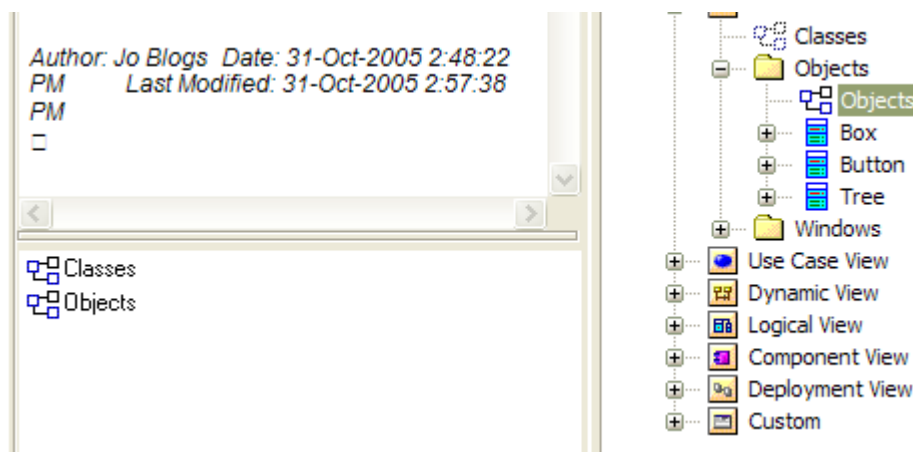 Author: Jo Blogs Date: 31-Oct-2005 2:48:22
PM Last Modified: 31-Oct-2005 2:57:38
PM
Classes
Objects
Classes
Objects
Objects
Box
Button
Tree
Windows
Use Case View
Dynamic View
Logical View
Component View
Deployment View
Custom